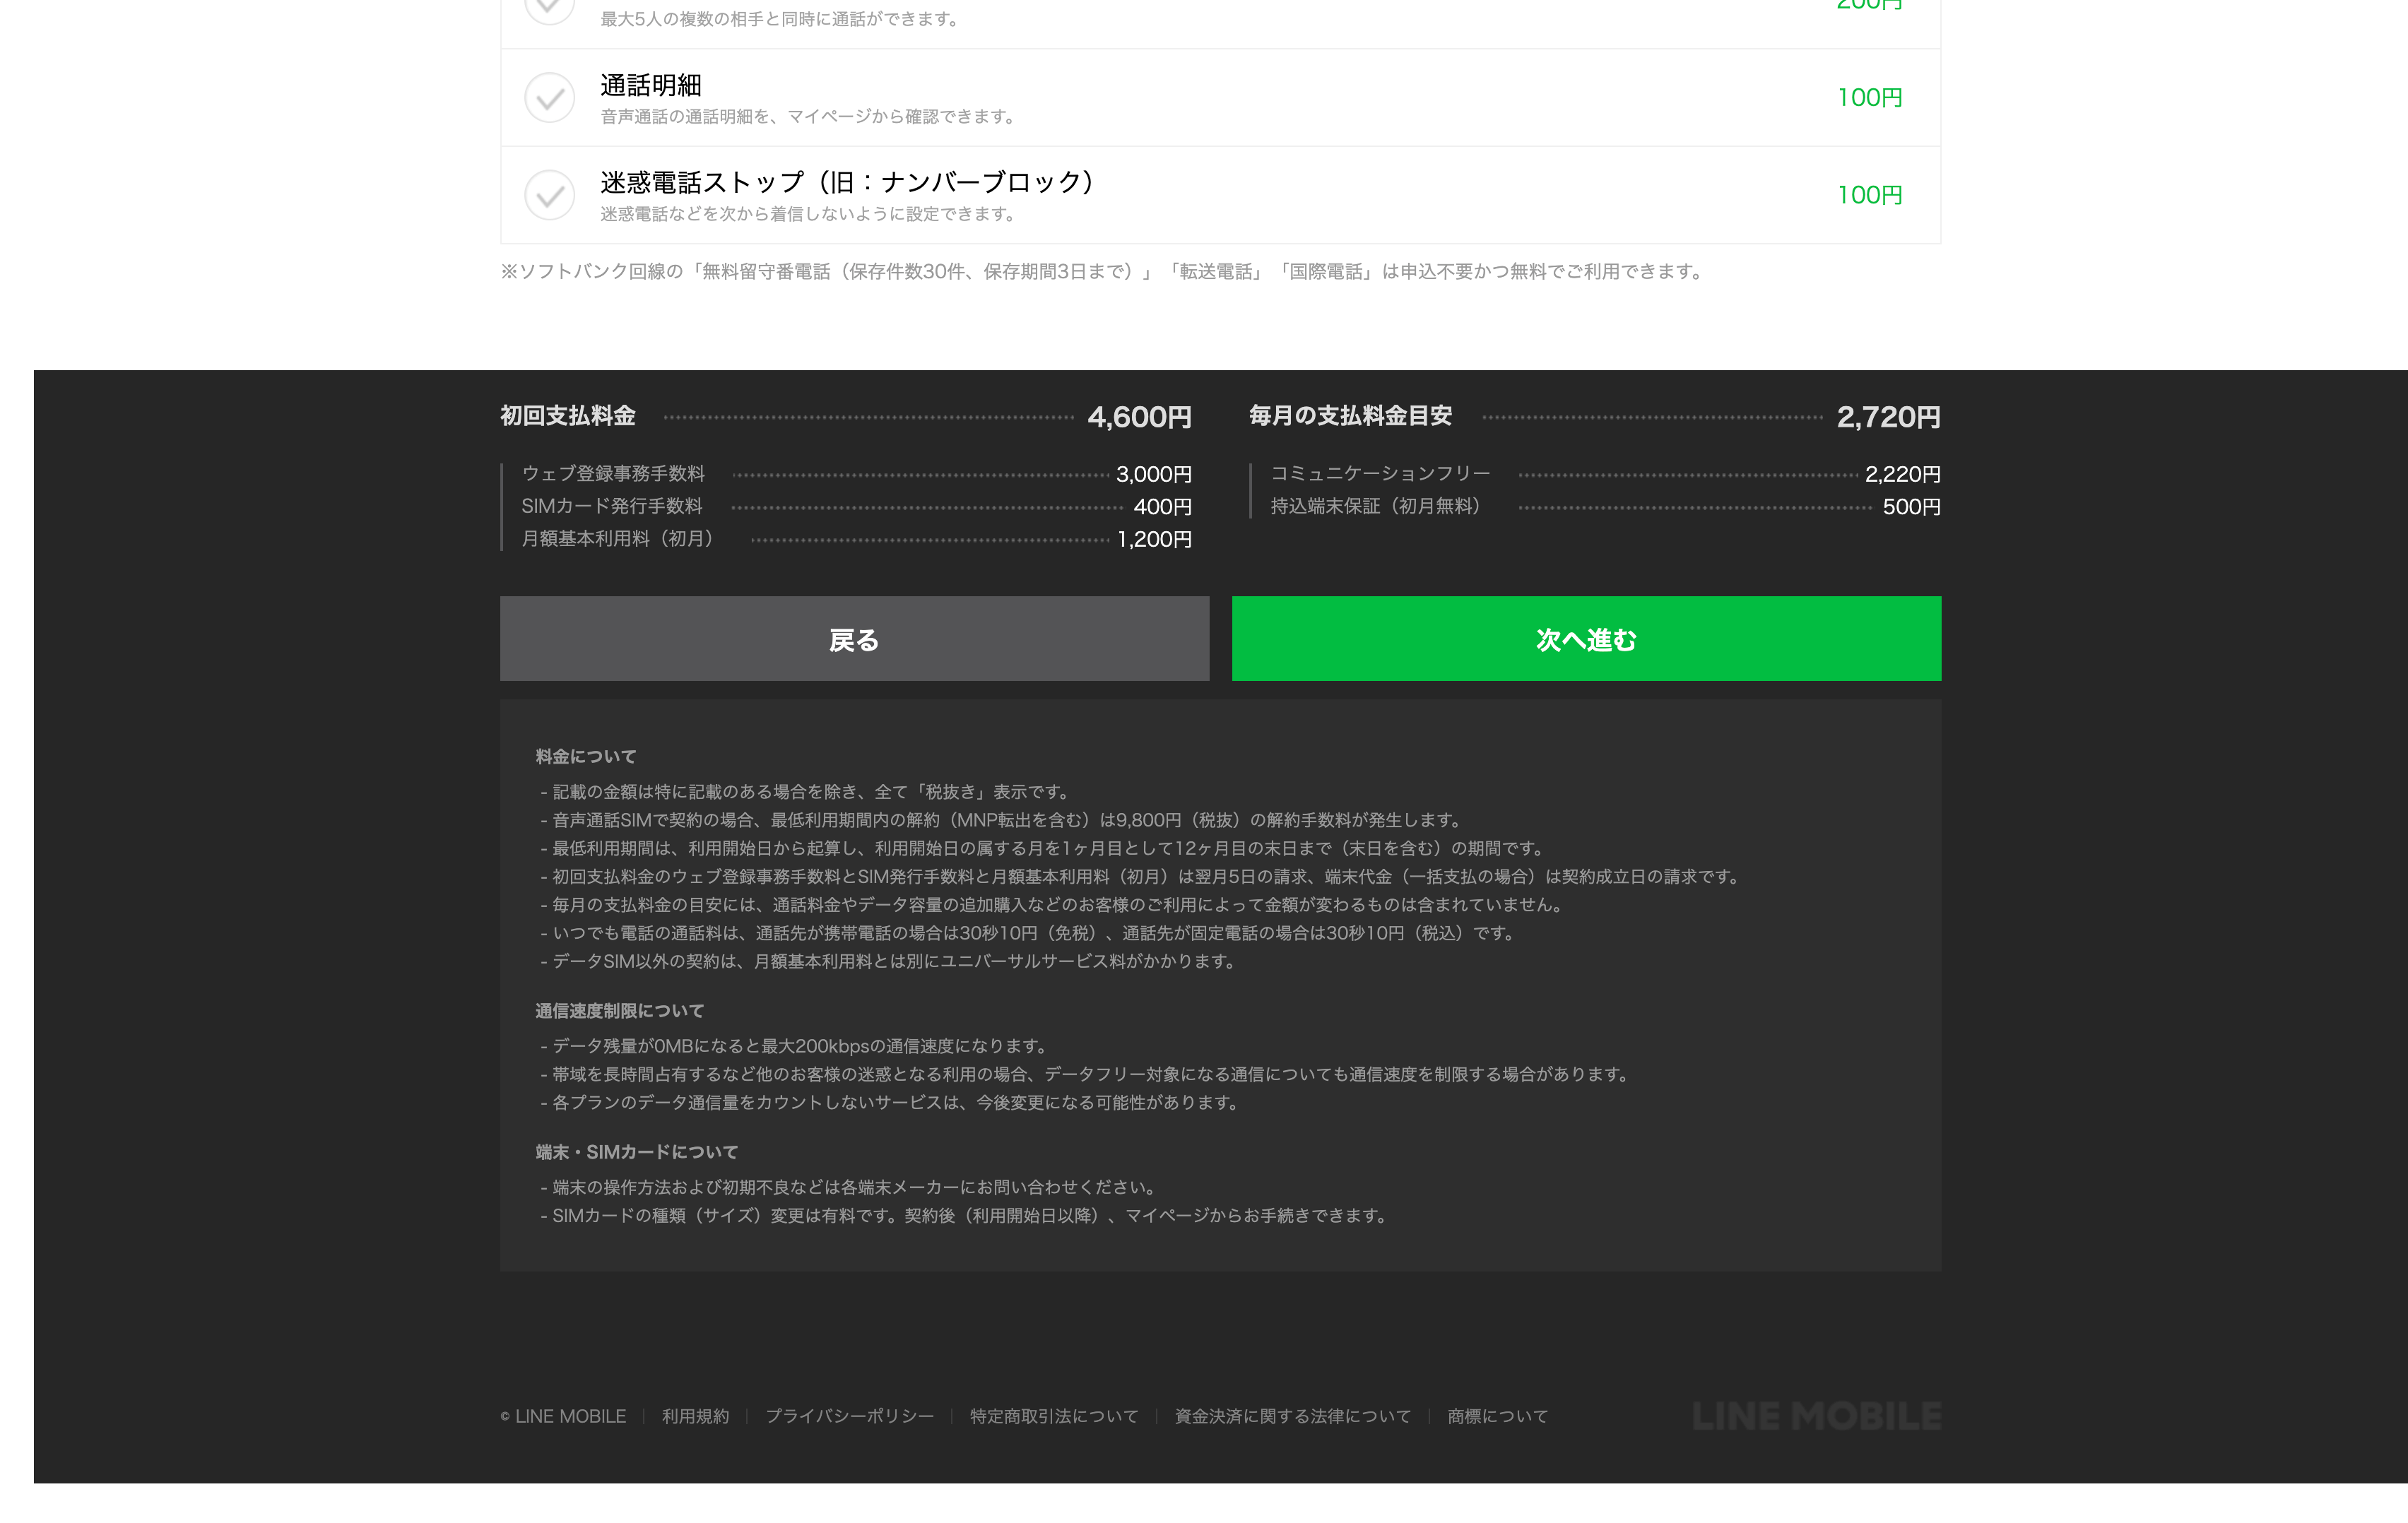 最大5人の複数の相手と同時に通話ができます。
200円
通話明細
音声通話の通話明細を、マイページから確認できます。
100円
迷惑電話ストップ（旧：ナンバーブロック）
迷惑電話などを次から着信しないように設定できます。
100円
※ソフトバンク回線の「無料留守番電話（保存件数30件、保存期間3日まで）」「転送電話」「国際電話」は申込不要かつ無料でご利用できます。
初回支払料金 4,600円
ウェブ登録事務手数料 3,000円
SIMカード発行手数料 400円
月額基本利用料（初月） 1,200円
毎月の支払料金目安 2,720円
コミュニケーションフリー 2,220円
持込端末保証（初月無料） 500円
戻る
次へ進む
料金について
- 記載の金額は特に記載のある場合を除き、全て「税抜き」表示です。
- 音声通話SIMで契約の場合、最低利用期間内の解約（MNP転出を含む）は9,800円（税抜）の解約手数料が発生します。
- 最低利用期間は、利用開始日から起算し、利用開始日の属する月を1ヶ月目として12ヶ月目の末日まで（末日を含む）の期間です。
- 初回支払料金のウェブ登録事務手数料とSIM発行手数料と月額基本利用料（初月）は翌月5日の請求、端末代金（一括支払の場合）は契約成立日の請求です。
- 毎月の支払料金の目安には、通話料金やデータ容量の追加購入などのお客様のご利用によって金額が変わるものは含まれていません。
- いつでも電話の通話料は、通話先が携帯電話の場合は30秒10円（免税）、通話先が固定電話の場合は30秒10円（税込）です。
- データSIM以外の契約は、月額基本利用料とは別にユニバーサルサービス料がかかります。
通信速度制限について
- データ残量が0MBになると最大200kbpsの通信速度になります。
- 帯域を長時間占有するなど他のお客様の迷惑となる利用の場合、データフリー対象になる通信についても通信速度を制限する場合があります。
- 各プランのデータ通信量をカウントしないサービスは、今後変更になる可能性があります。
端末・SIMカードについて
- 端末の操作方法および初期不良などは各端末メーカーにお問い合わせください。
- SIMカードの種類（サイズ）変更は有料です。契約後（利用開始日以降）、マイページからお手続きできます。
© LINE MOBILE 利用規約 プライバシーポリシー 特定商取引法について 資金決済に関する法律について 商標について
LINE MOBILE